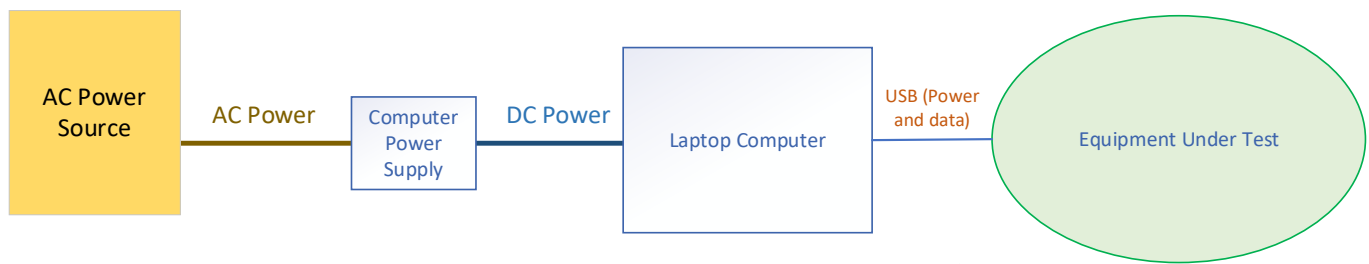 AC Power
Source
AC Power
Computer
Power
Supply
DC Power
Laptop Computer
USB (Power
and data)
Equipment Under Test